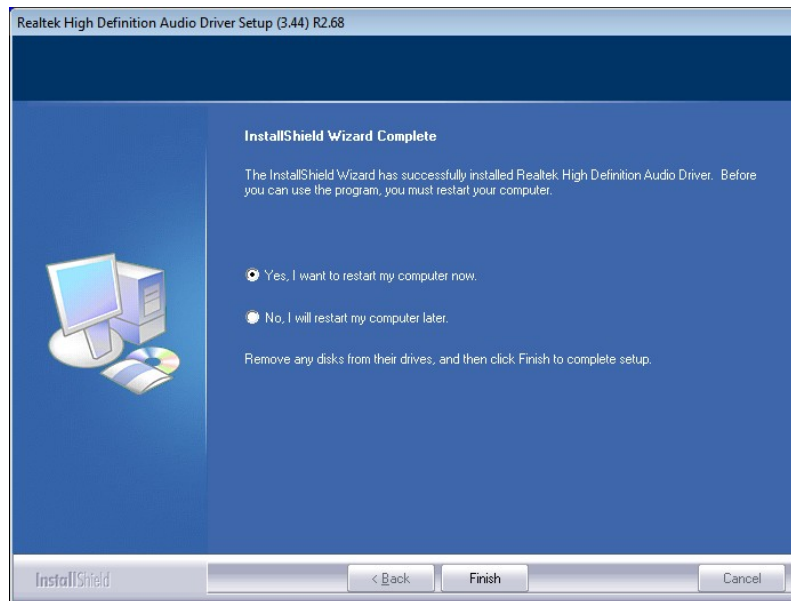 Realtek High Definition Audio Driver Setup (3.44) R2.68
InstallShield Wizard Complete
The InstallShield Wizard has successfully installed Realtek High Definition Audio Driver. Before
you can use the program, you must restart your computer.
Yes, I want to restart my computer now.
No, I will restart my computer later.
Remove any disks from their drives, and then click Finish to complete setup.
InstallShield
< Back
Finish
Cancel